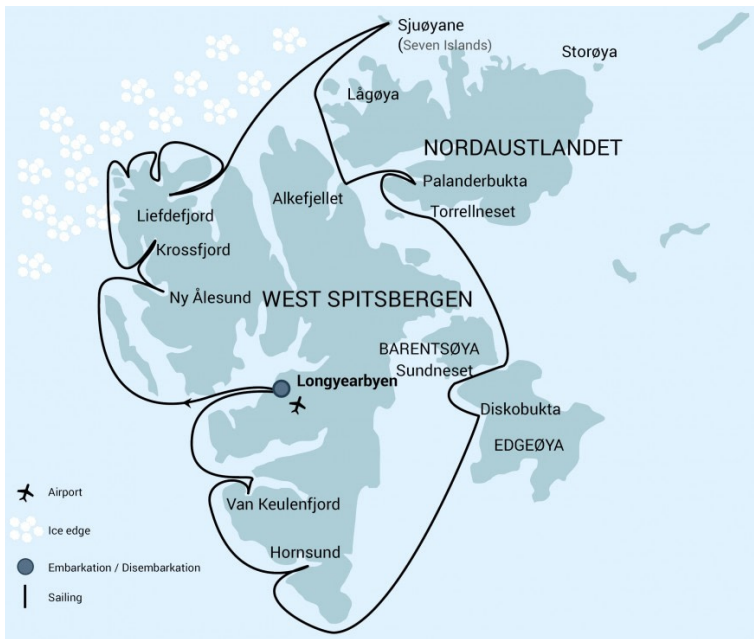 Sjuøyane
(Seven Islands)
Storøya
Lågøya
NORDAUSTLANDET
Palanderbukta
Alkefjellet
Liefdefjord
Torrellneset
Krossfjord
Ny Ålesund
WEST SPITSBERGEN
BARENTSØYA
Sundneset
Longyearbyen
Diskobukta
EDGEØYA
Airport
Van Keulenfjord
Ice edge
Hornsund
Embarkation / Disembarkation
Sailing